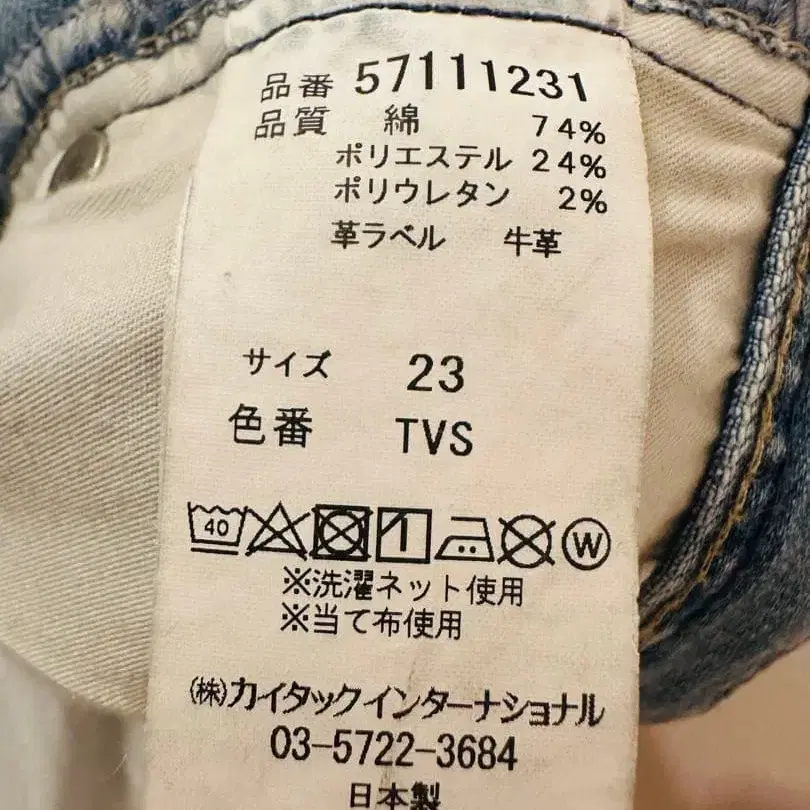 品番 57111231
品質 綿 74%
ポリエステル 24%
ポリウレタン 2%
革ラベル 牛革
サイズ 23
色番 TVS
40 W
※洗濯ネット使用
※当て布使用
(株)カイタックインターナショナル
03-5722-3684
日本製